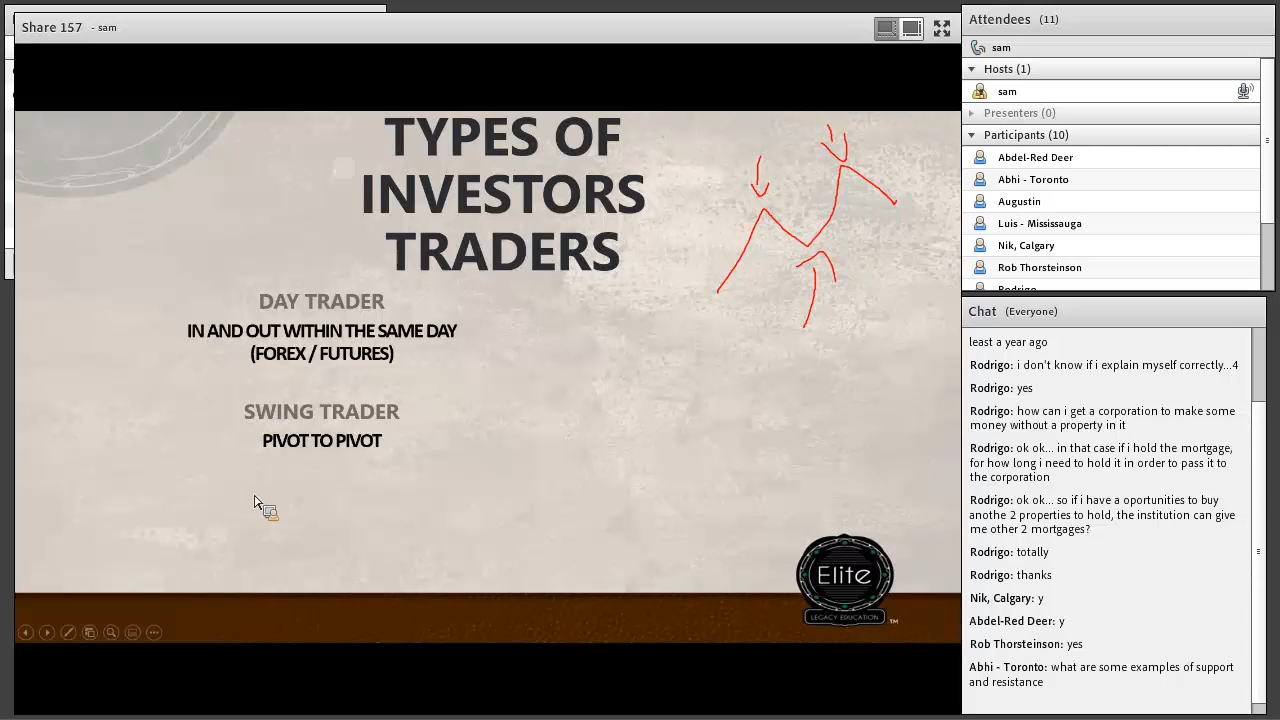 Share 157 - sam
TYPES OF
INVESTORS
TRADERS
DAY TRADER
IN AND OUT WITHIN THE SAME DAY
(FOREX / FUTURES)
SWING TRADER
PIVOT TO PIVOT
Elite
LEGACY EDUCATION
TM
Attendees (11)
sam
Hosts (1)
sam
Presenters (0)
Participants (10)
Abdel-Red Deer
Abhi - Toronto
Augustin
Luis - Mississauga
Nik, Calgary
Rob Thorsteinson
Rodrigo
Chat (Everyone)
least a year ago
Rodrigo: i don't know if i explain myself correctly...4
Rodrigo: yes
Rodrigo: how can i get a corporation to make some
money without a property in it
Rodrigo: ok ok... in that case if i hold the mortgage,
for how long i need to hold it in order to pass it to
the corporation
Rodrigo: ok ok... so if i have a oportunities to buy
anothe 2 properties to hold, the institution can give
me other 2 mortgages?
Rodrigo: totally
Rodrigo: thanks
Nik, Calgary: y
Abdel-Red Deer: y
Rob Thorsteinson: yes
Abhi - Toronto: what are some examples of support
and resistance